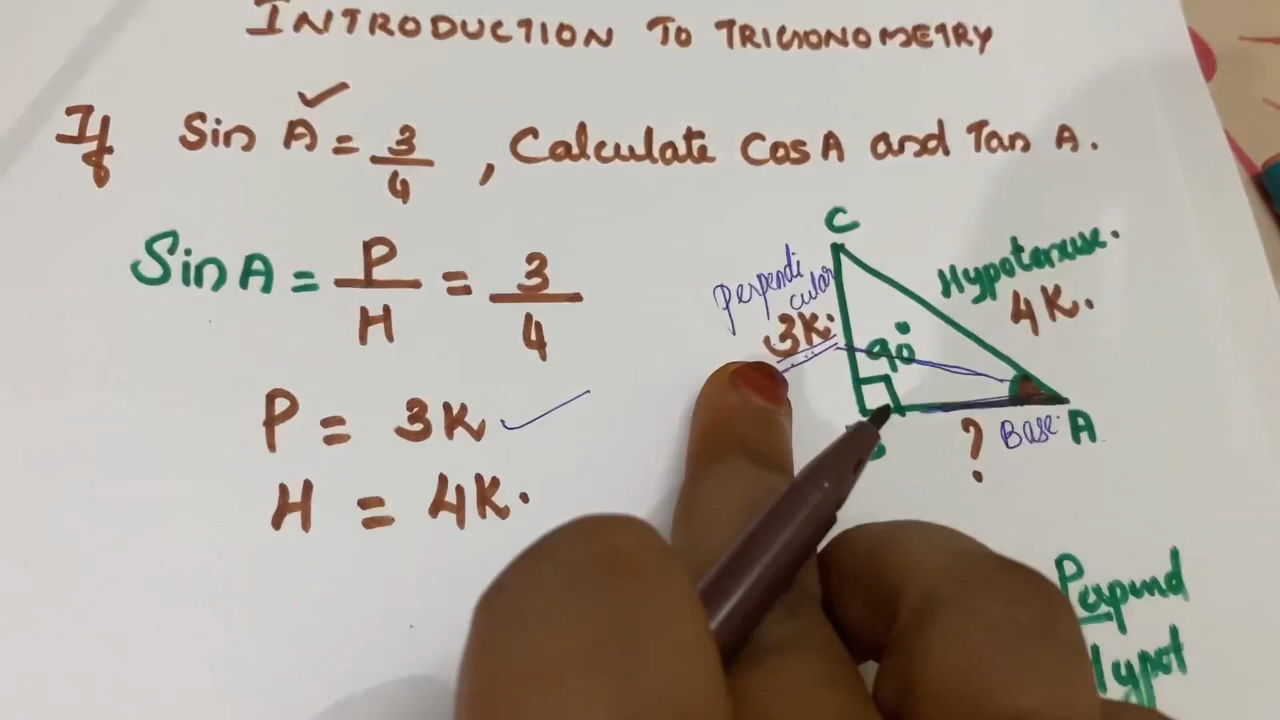 INTRODUCTION TO TRIGONOMETRY
If Sin A = 3/4, Calculate Cos A and Tan A.
Sin A = P/H = 3/4
P = 3K
H = 4K.
C
Perpendicular
3K.
Hypotenuse.
4K.
90°
?
Base
A
Perpend
Hypot